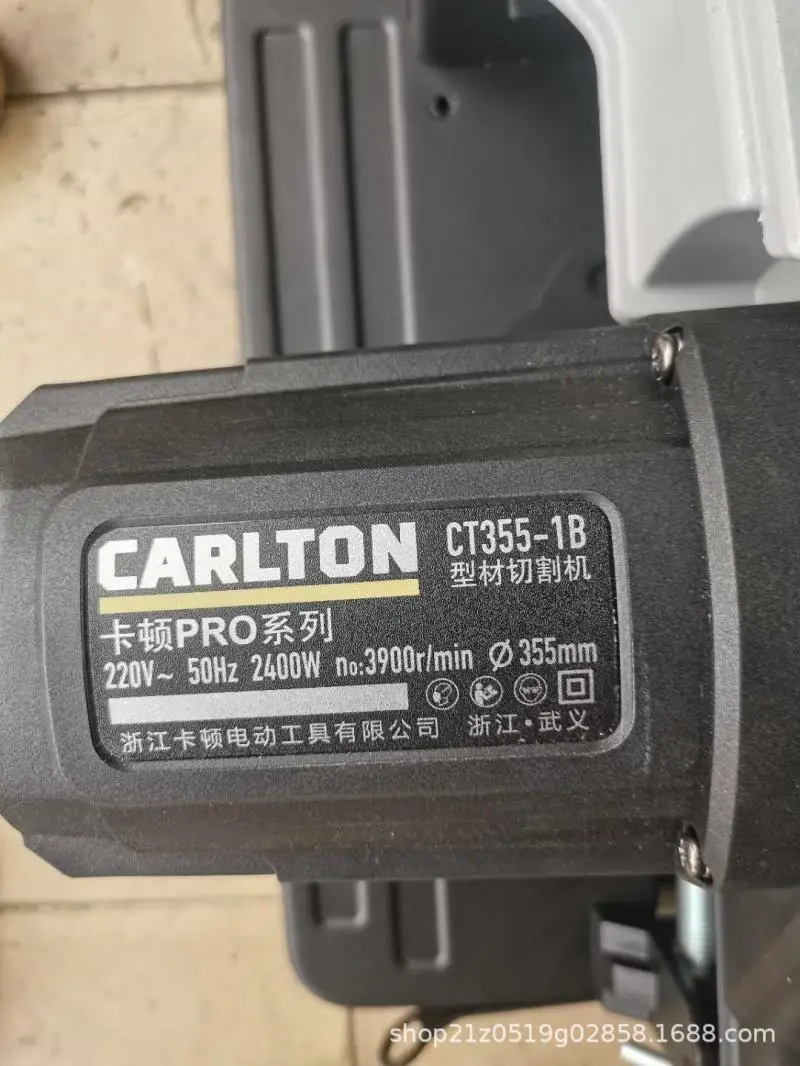 CARLTON
CT355-1B
型材切割机
卡顿PRO系列
220V~ 50Hz 2400W no:3900r/min Ø355mm
浙江卡顿电动工具有限公司 浙江·武义
shop21z0519g02858.1688.com